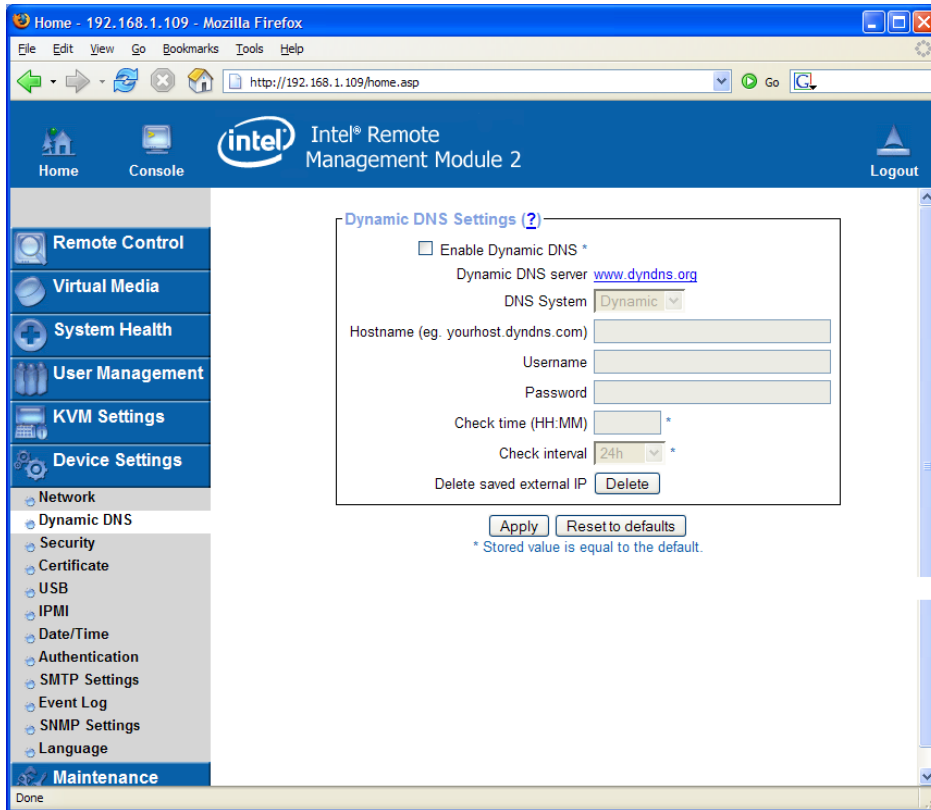 Home - 192.168.1.109 - Mozilla Firefox
File Edit View Go Bookmarks Tools Help
http://192.168.1.109/home.asp Go G
Home
Console
intel®
Intel® Remote
Management Module 2
Logout
Remote Control
Virtual Media
System Health
User Management
KVM Settings
Device Settings
Network
Dynamic DNS
Security
Certificate
USB
IPMI
Date/Time
Authentication
SMTP Settings
Event Log
SNMP Settings
Language
Maintenance
Dynamic DNS Settings (?)
Enable Dynamic DNS *
Dynamic DNS server www.dyndns.org
DNS System Dynamic
Hostname (eg. yourhost.dyndns.com)
Username
Password
Check time (HH:MM) *
Check interval 24h *
Delete saved external IP Delete
Apply Reset to defaults
* Stored value is equal to the default.
Done